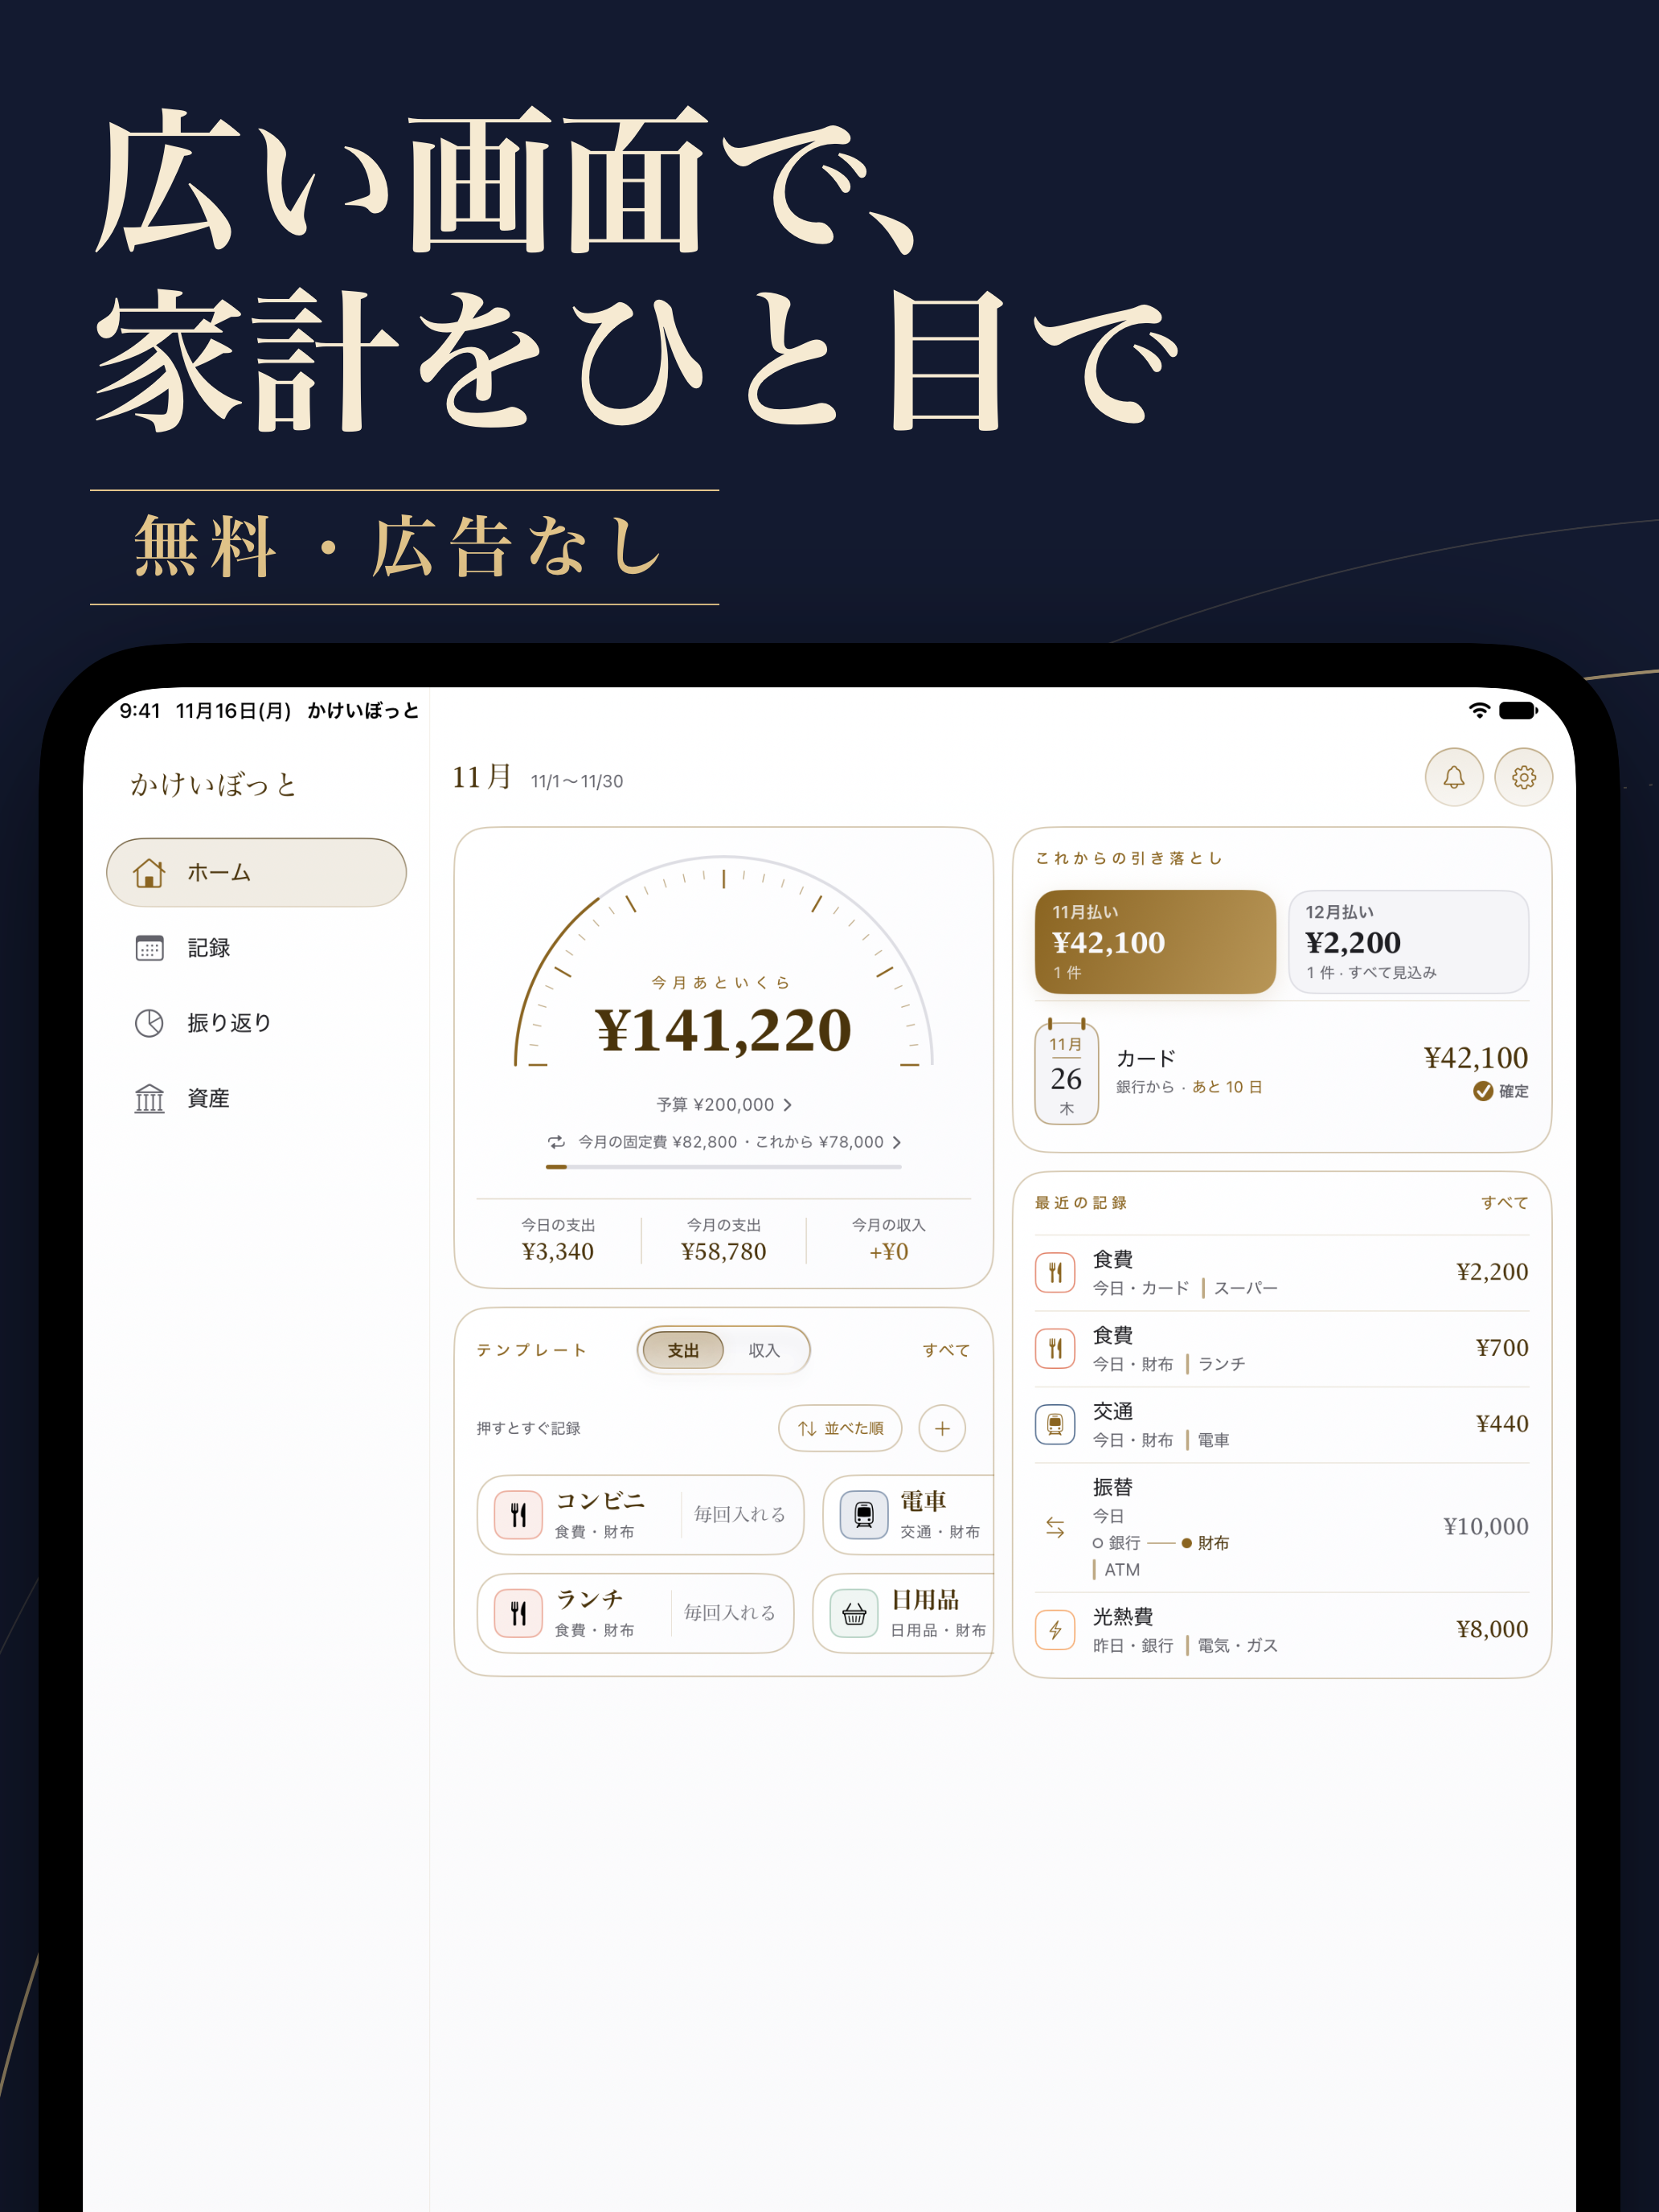 広い画面で、
家計をひと目で
無料・広告なし
9:41 11月16日(月) かけいぼっと
かけいぼっと
ホーム
記録
振り返り
資産
11月 11/1〜11/30
今月あといくら
¥141,220
予算 ¥200,000
今月の固定費 ¥82,800・これから ¥78,000
今日の支出 今月の支出 今月の収入
¥3,340 ¥58,780 +¥0
テンプレート 支出 収入 すべて
押すとすぐ記録 並べた順
コンビニ
食費・財布
毎回入れる
電車
交通・財布
ランチ
食費・財布
毎回入れる
日用品
日用品・財布
これからの引き落とし
11月払い
¥42,100
1 件
12月払い
¥2,200
1 件・すべて見込み
11月
26
木
カード
銀行から・あと 10 日
¥42,100
確定
最近の記録 すべて
食費
今日・カード スーパー
¥2,200
食費
今日・財布 ランチ
¥700
交通
今日・財布 電車
¥440
振替
今日
銀行 財布
ATM
¥10,000
光熱費
昨日・銀行 電気・ガス
¥8,000